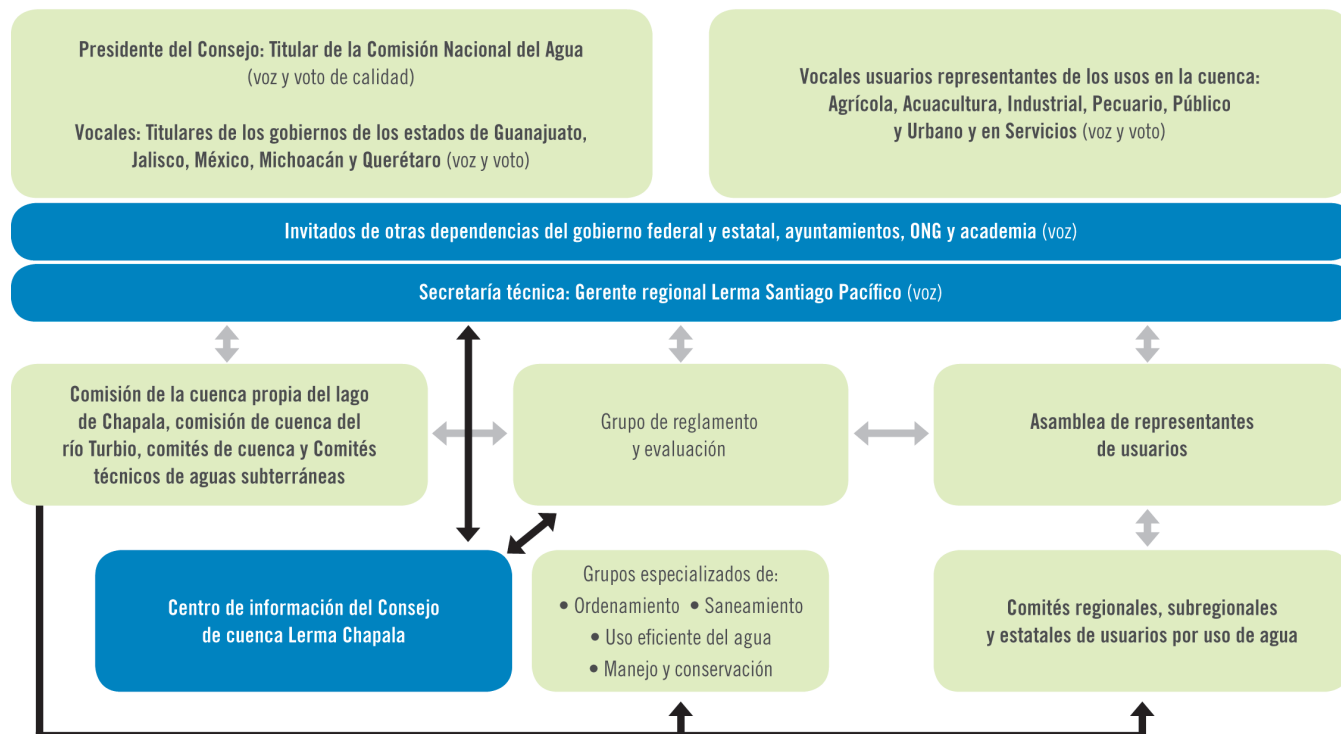 Presidente del Consejo: Titular de la Comisión Nacional del Agua
(voz y voto de calidad)
Vocales: Titulares de los gobiernos de los estados de Guanajuato,
Jalisco, México, Michoacán y Querétaro (voz y voto)
Vocales usuarios representantes de los usos en la cuenca:
Agrícola, Acuacultura, Industrial, Pecuario, Público
y Urbano y en Servicios (voz y voto)
Invitados de otras dependencias del gobierno federal y estatal, ayuntamientos, ONG y academia (voz)
Secretaría técnica: Gerente regional Lerma Santiago Pacífico (voz)
Comisión de la cuenca propia del lago
de Chapala, comisión de cuenca del
río Turbio, comités de cuenca y Comités
técnicos de aguas subterráneas
Grupo de reglamento
y evaluación
Asamblea de representantes
de usuarios
Centro de información del Consejo
de cuenca Lerma Chapala
Grupos especializados de:
• Ordenamiento • Saneamiento
• Uso eficiente del agua
• Manejo y conservación
Comités regionales, subregionales
y estatales de usuarios por uso de agua